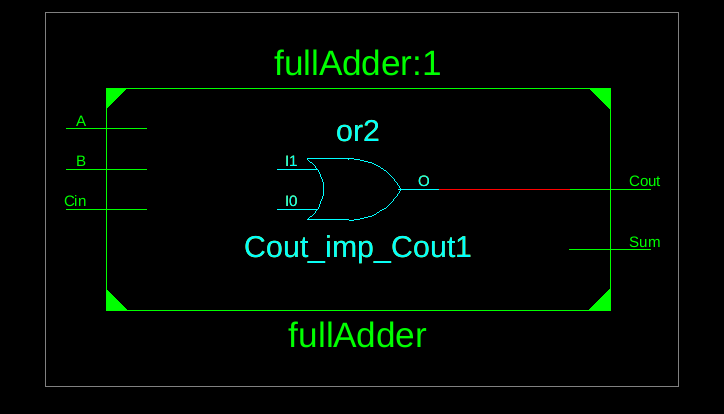 fullAdder:1
A
or2
B
I1
O
Cout
Cin
I0
Cout_imp_Cout1
Sum
fullAdder